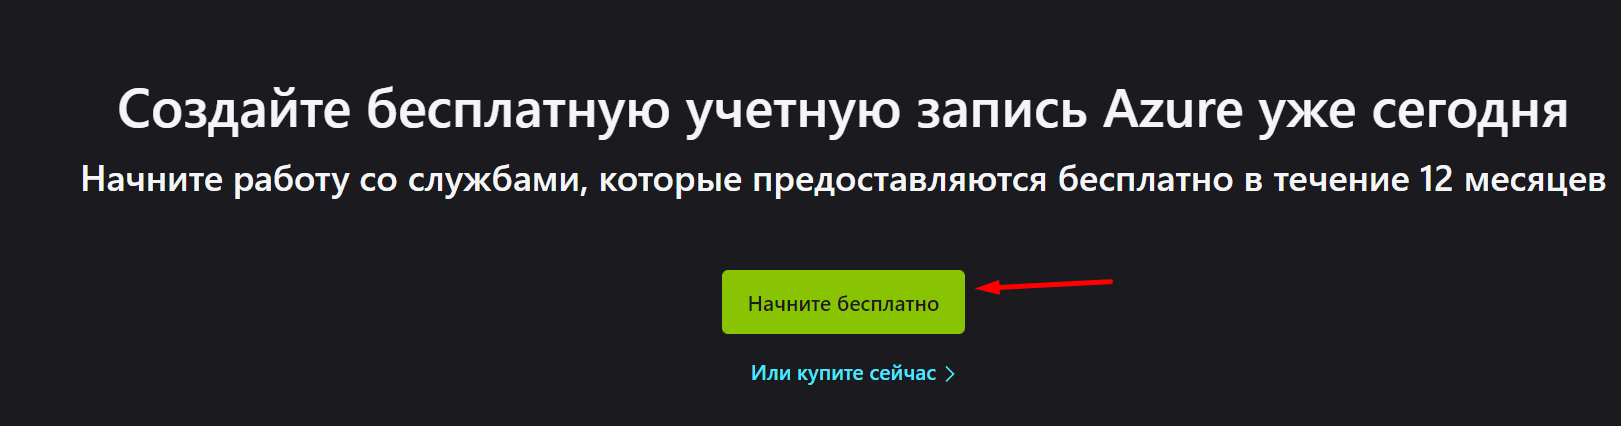 Создайте бесплатную учетную запись Azure уже сегодня
Начните работу со службами, которые предоставляются бесплатно в течение 12 месяцев
Начните бесплатно
Или купите сейчас